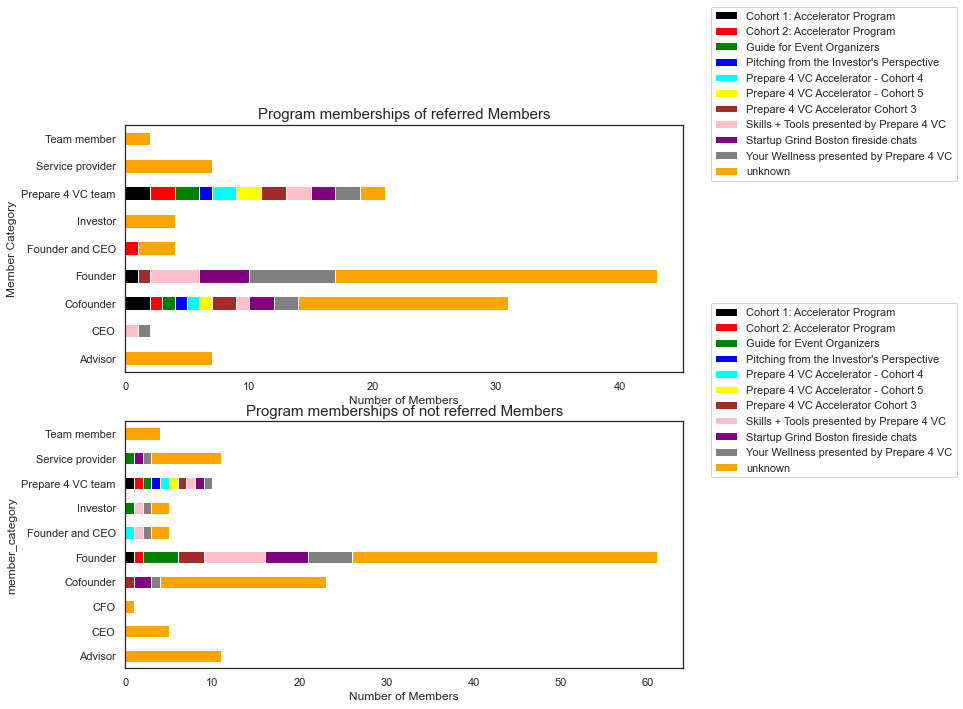 Cohort 1: Accelerator Program
Cohort 2: Accelerator Program
Guide for Event Organizers
Pitching from the Investor's Perspective
Prepare 4 VC Accelerator - Cohort 4
Prepare 4 VC Accelerator - Cohort 5
Prepare 4 VC Accelerator Cohort 3
Skills + Tools presented by Prepare 4 VC
Startup Grind Boston fireside chats
Your Wellness presented by Prepare 4 VC
unknown
Program memberships of referred Members
Member Category
Team member
Service provider
Prepare 4 VC team
Investor
Founder and CEO
Founder
Cofounder
CEO
Advisor
0 10 20 30 40
Number of Members
Cohort 1: Accelerator Program
Cohort 2: Accelerator Program
Guide for Event Organizers
Pitching from the Investor's Perspective
Prepare 4 VC Accelerator - Cohort 4
Prepare 4 VC Accelerator - Cohort 5
Prepare 4 VC Accelerator Cohort 3
Skills + Tools presented by Prepare 4 VC
Startup Grind Boston fireside chats
Your Wellness presented by Prepare 4 VC
unknown
Program memberships of not referred Members
member_category
Team member
Service provider
Prepare 4 VC team
Investor
Founder and CEO
Founder
Cofounder
CFO
CEO
Advisor
0 10 20 30 40 50 60
Number of Members